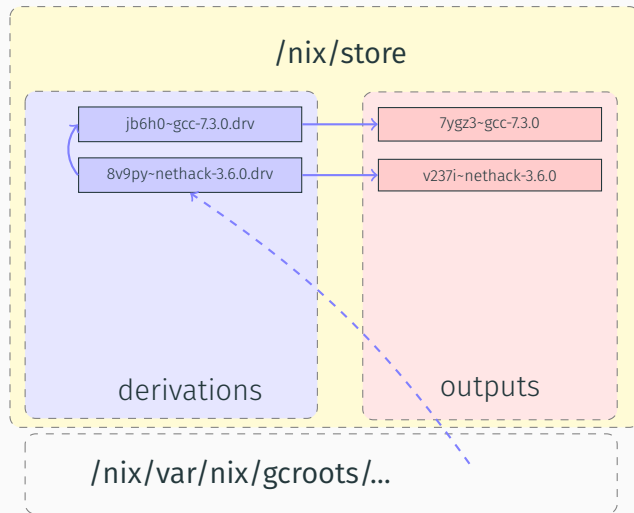 /nix/store
jb6h0~gcc-7.3.0.drv
7ygz3~gcc-7.3.0
8v9py~nethack-3.6.0.drv
v237i~nethack-3.6.0
derivations
outputs
/nix/var/nix/gcroots/...